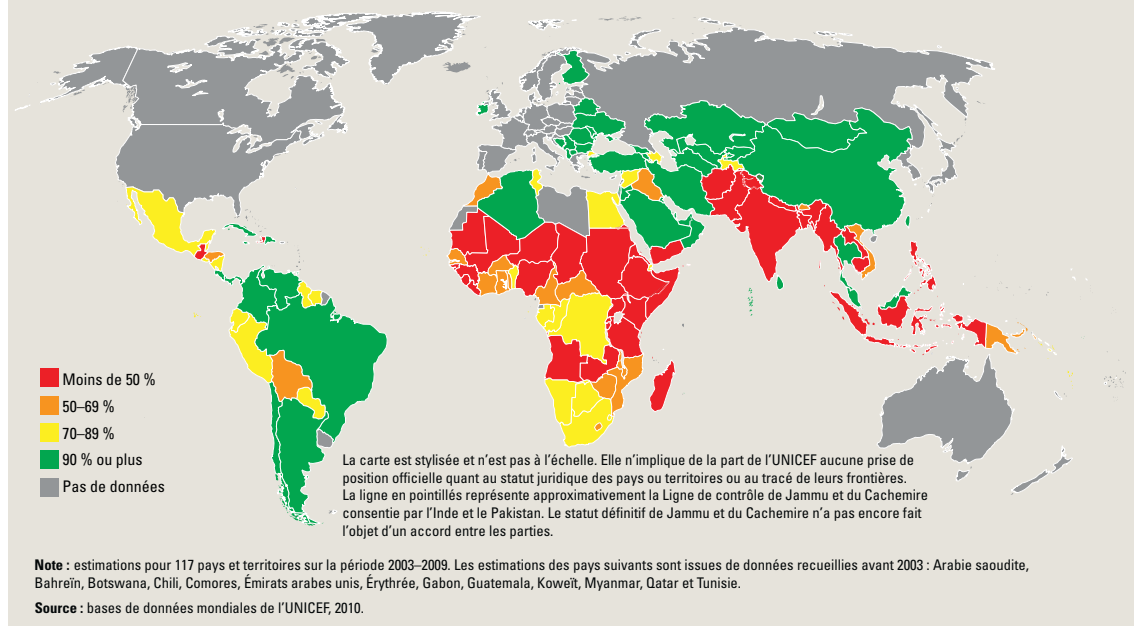 Moins de 50 %
50–69 %
70–89 %
90 % ou plus
Pas de données
La carte est stylisée et n’est pas à l’échelle. Elle n’implique de la part de l’UNICEF aucune prise de
position officielle quant au statut juridique des pays ou territoires ou au tracé de leurs frontières.
La ligne en pointillés représente approximativement la Ligne de contrôle de Jammu et du Cachemire
consentie par l’Inde et le Pakistan. Le statut définitif de Jammu et du Cachemire n’a pas encore fait
l’objet d’un accord entre les parties.
Note : estimations pour 117 pays et territoires sur la période 2003–2009. Les estimations des pays suivants sont issues de données recueillies avant 2003 : Arabie saoudite,
Bahreïn, Botswana, Chili, Comores, Émirats arabes unis, Érythrée, Gabon, Guatemala, Koweït, Myanmar, Qatar et Tunisie.
Source : bases de données mondiales de l’UNICEF, 2010.